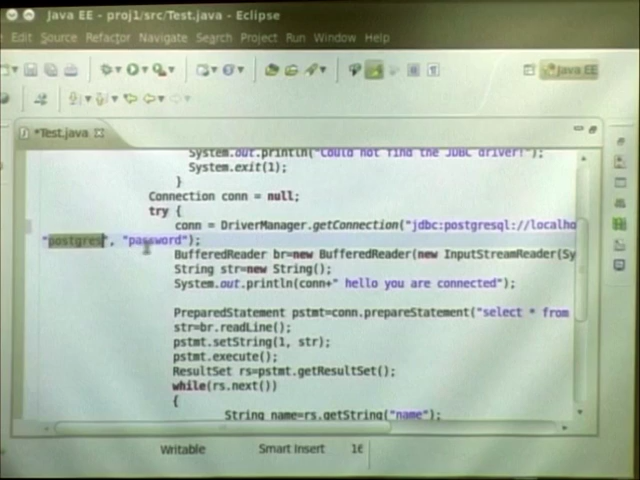 Java EE - proj1/src/Test.java - Eclipse
Edit Source Refactor Navigate Search Project Run Window Help
Java EE
*Test.java
System.out.println("Could not find the JDBC driver!");
System.exit(1);
}
Connection conn = null;
try {
conn = DriverManager.getConnection("jdbc:postgresql://localho
"postgres", "password");
BufferedReader br=new BufferedReader(new InputStreamReader(Sy
String str=new String();
System.out.println(conn+" hello you are connected");
PreparedStatement pstmt=conn.prepareStatement("select * from
str=br.readLine();
pstmt.setString(1, str);
pstmt.execute();
ResultSet rs=pstmt.getResultSet();
while(rs.next())
{
String name=rs.getString("name");
Writable Smart Insert 16